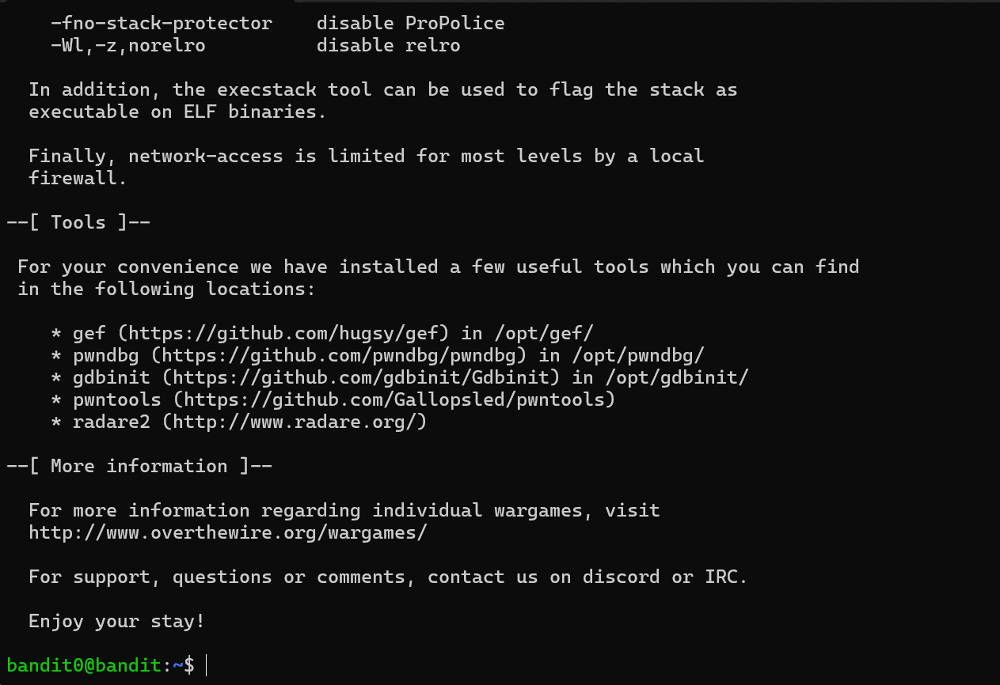 -fno-stack-protector    disable ProPolice
-Wl,-z,norelro          disable relro
In addition, the execstack tool can be used to flag the stack as
executable on ELF binaries.
Finally, network-access is limited for most levels by a local
firewall.
--[ Tools ]--
For your convenience we have installed a few useful tools which you can find
in the following locations:
* gef (https://github.com/hugsy/gef) in /opt/gef/
* pwndbg (https://github.com/pwndbg/pwndbg) in /opt/pwndbg/
* gdbinit (https://github.com/gdbinit/Gdbinit) in /opt/gdbinit/
* pwntools (https://github.com/Gallopsled/pwntools)
* radare2 (http://www.radare.org/)
--[ More information ]--
For more information regarding individual wargames, visit
http://www.overthewire.org/wargames/
For support, questions or comments, contact us on discord or IRC.
Enjoy your stay!
bandit0@bandit:~$